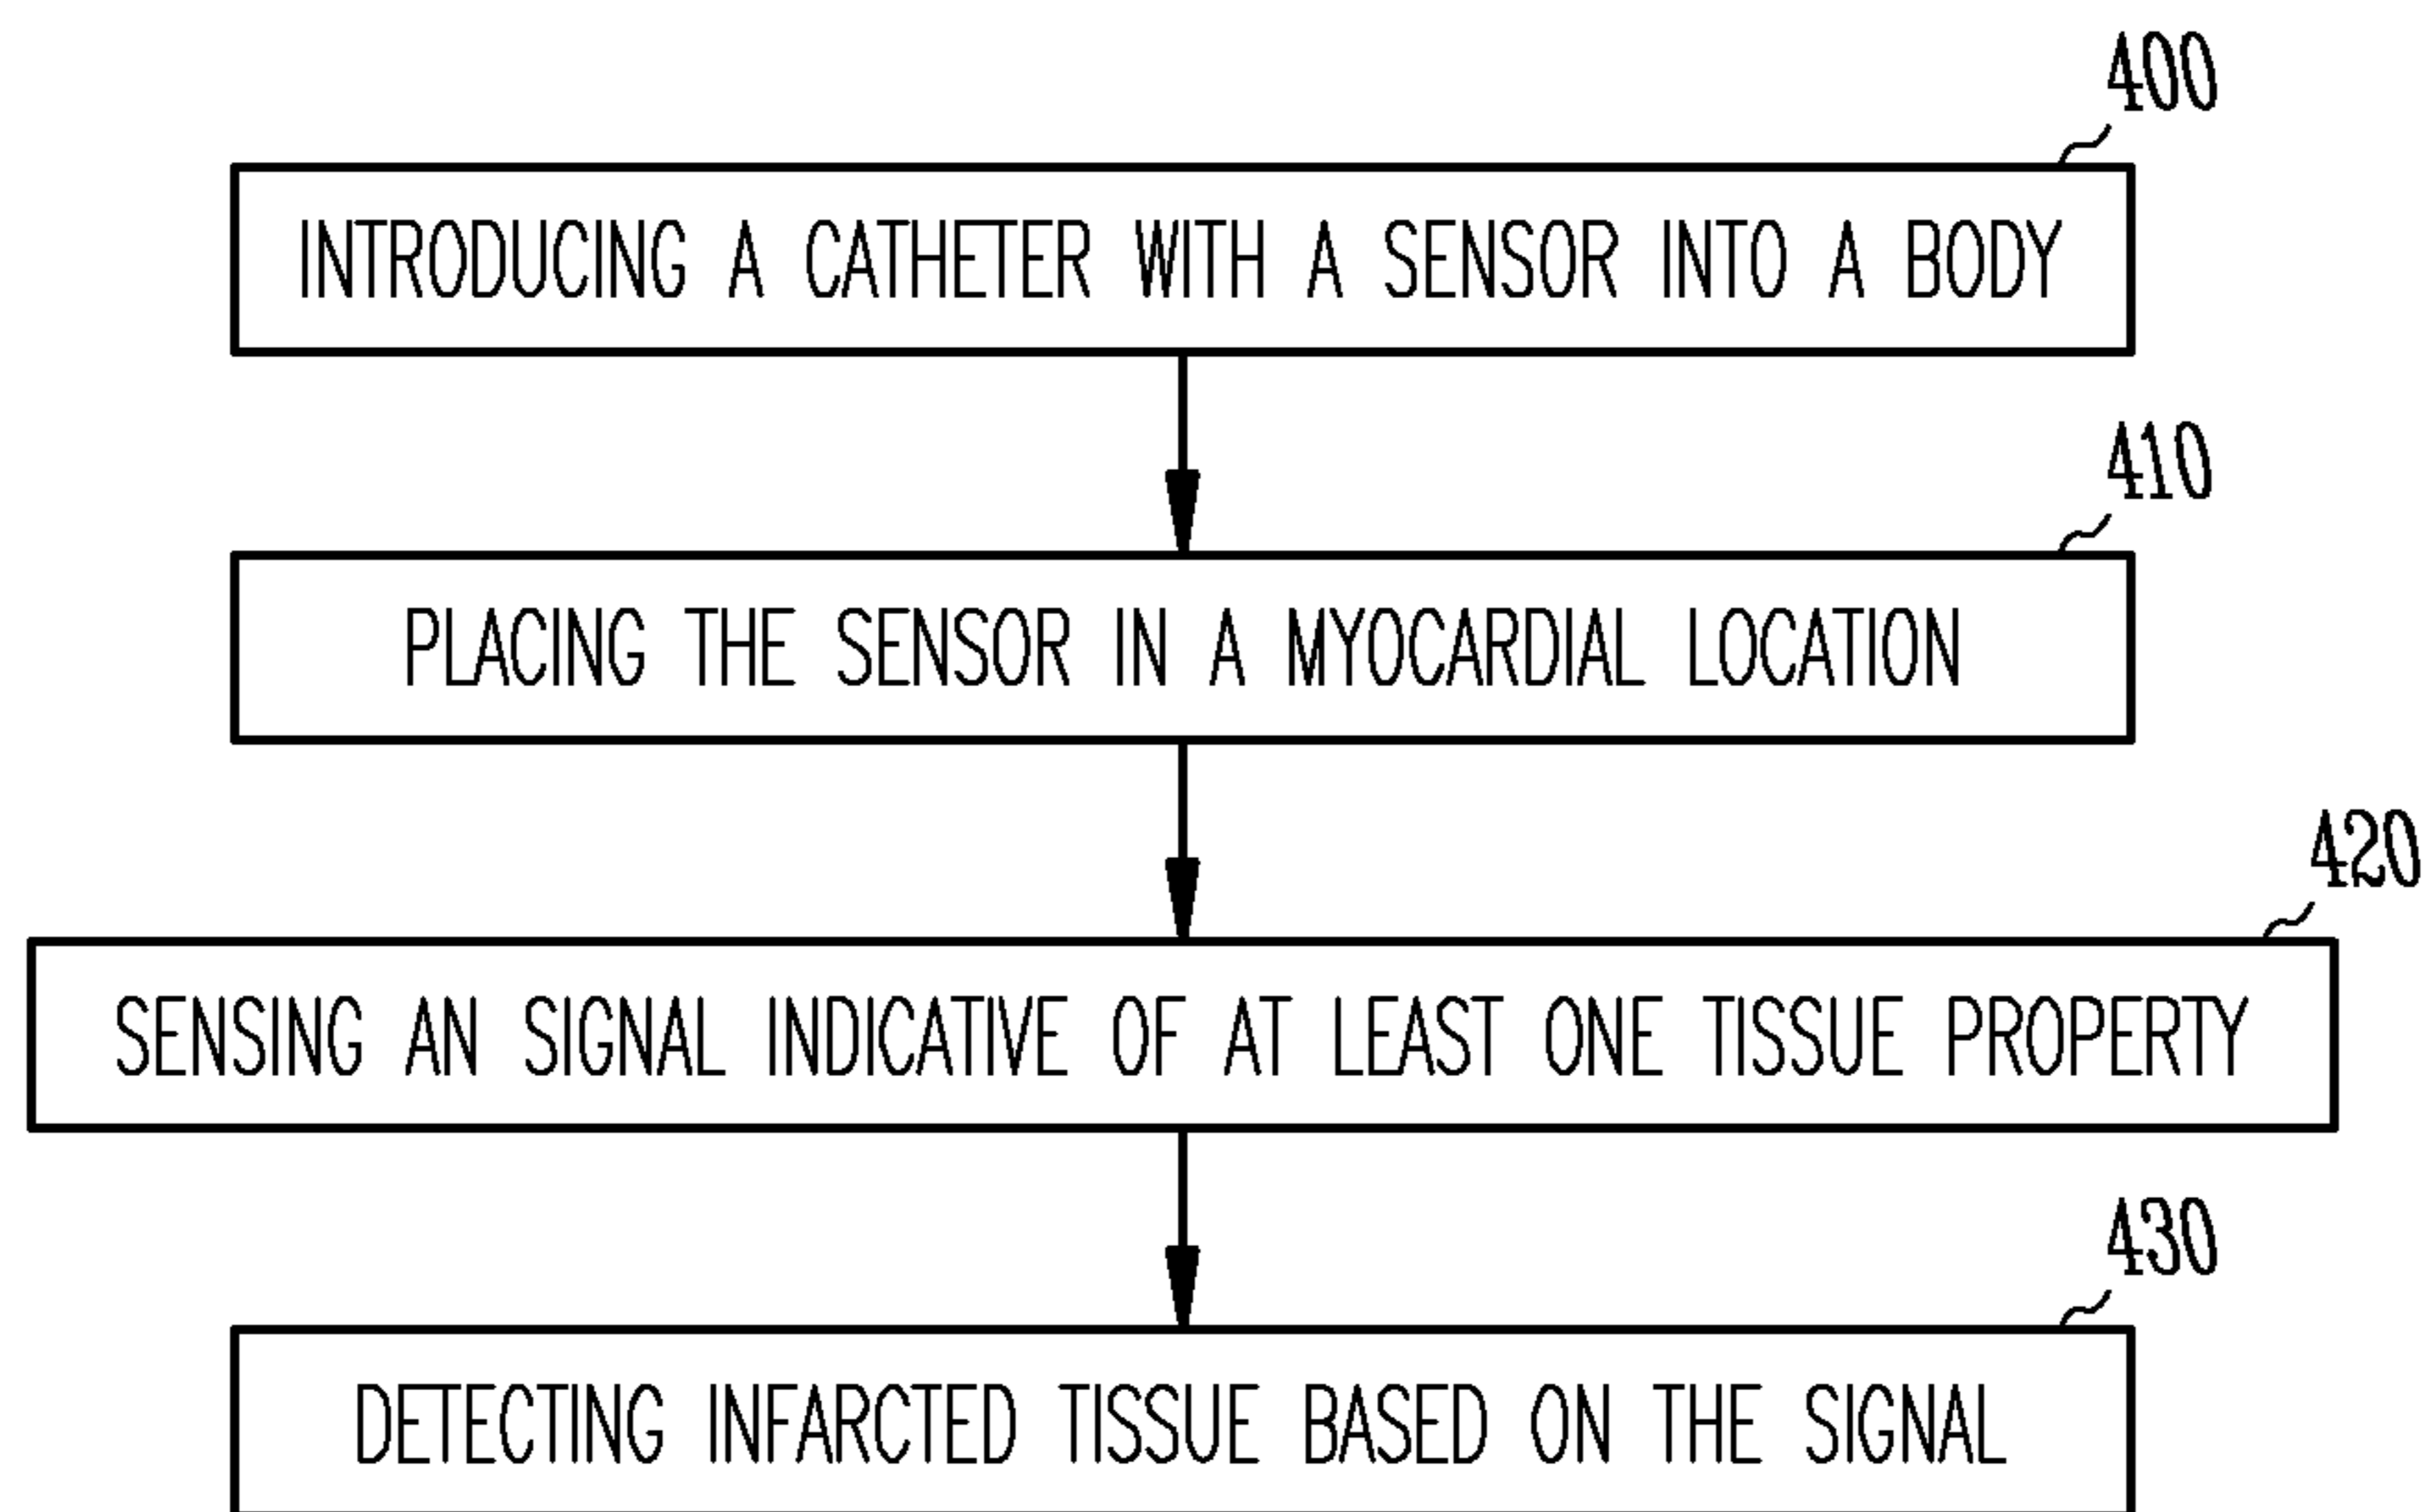 400
INTRODUCING A CATHETER WITH A SENSOR INTO A BODY
410
PLACING THE SENSOR IN A MYOCARDIAL LOCATION
420
SENSING AN SIGNAL INDICATIVE OF AT LEAST ONE TISSUE PROPERTY
430
DETECTING INFARCTED TISSUE BASED ON THE SIGNAL